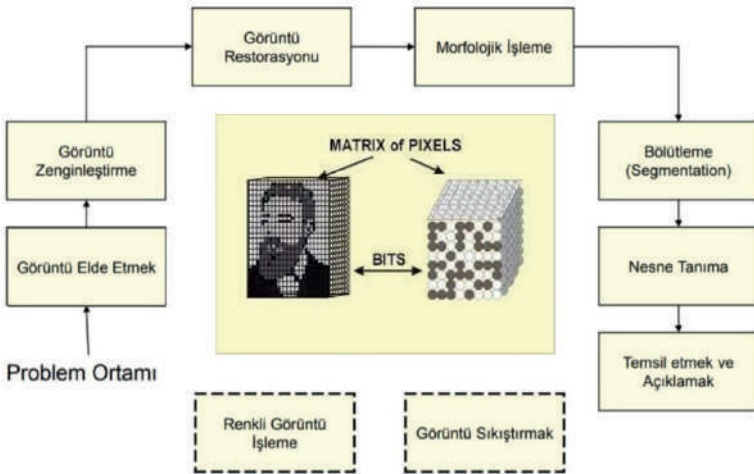 Görüntü
Restorasyonu
Morfolojik İşleme
Görüntü
Zenginleştirme
MATRIX of PIXELS
Bölütleme
(Segmentation)
Görüntü Elde Etmek
BITS
Nesne Tanıma
Problem Ortamı
Temsil etmek ve
Açıklamak
Renkli Görüntü
İşleme
Görüntü Sıkıştırmak